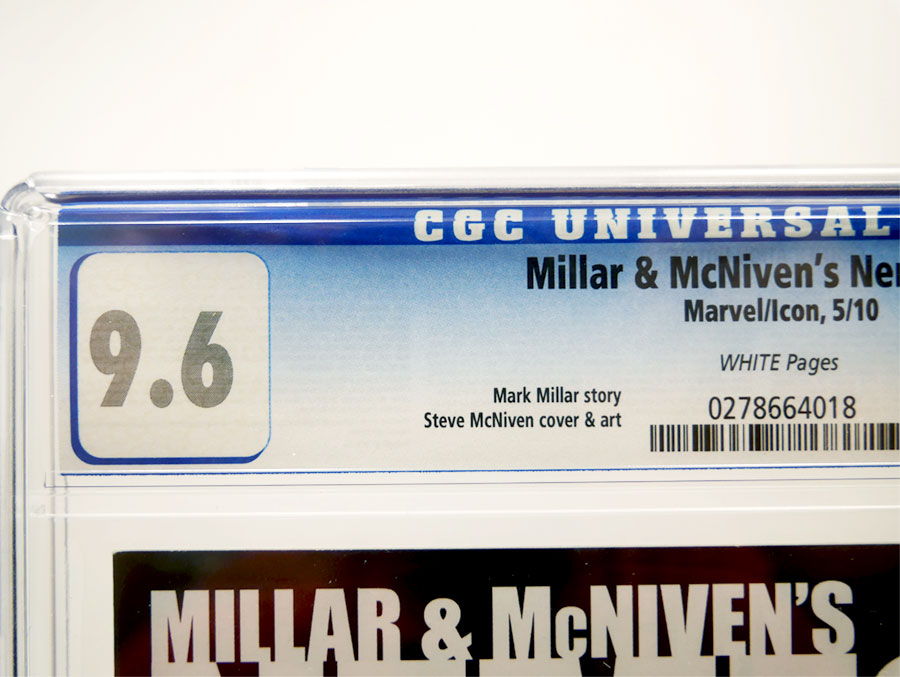 CGC UNIVERSAL
9.6
Millar & McNiven's
Marvel/Icon, 5/10
WHITE Pages
Mark Millar story
Steve McNiven cover & art
0278664018
MILLAR & McNIVEN'S